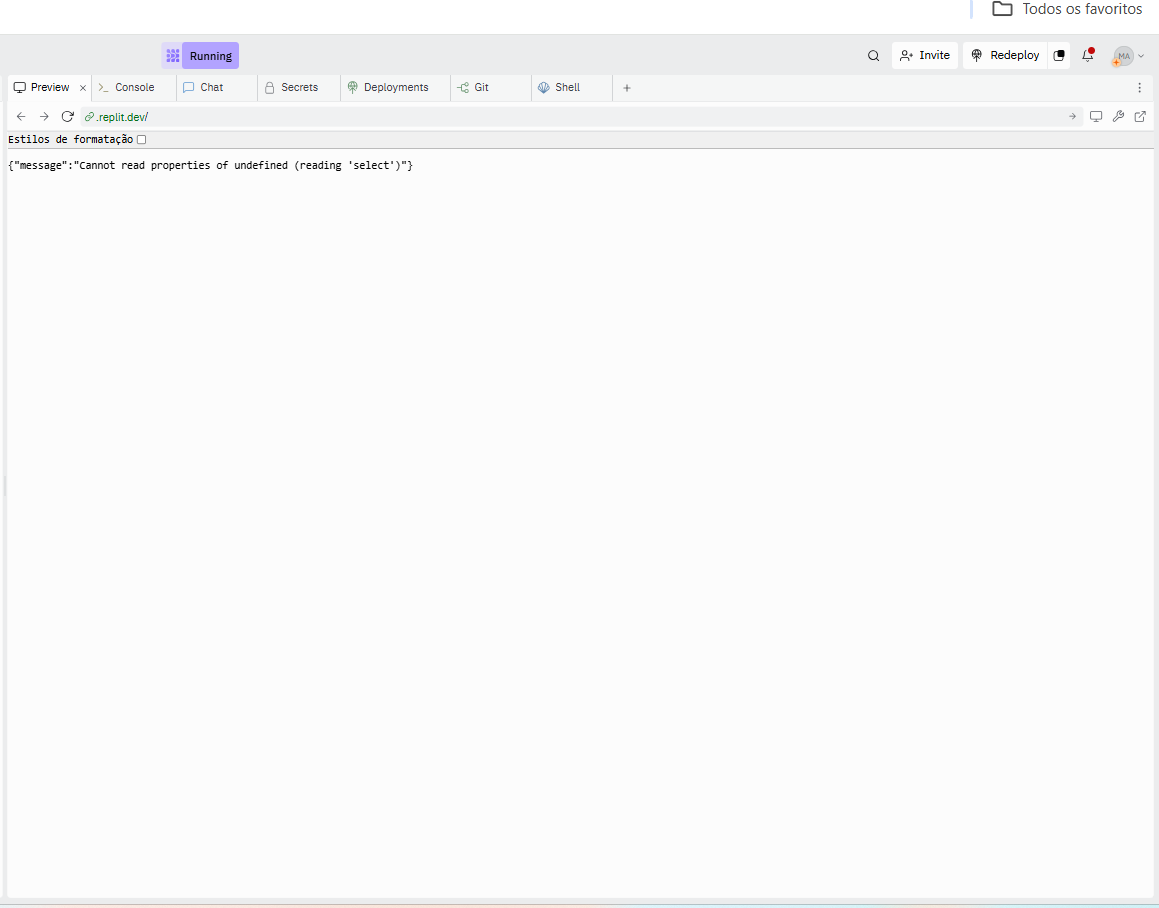 Todos os favoritos
Running
Invite
Redeploy
MA
Preview
Console
Chat
Secrets
Deployments
Git
Shell
.replit.dev/
Estilos de formatação
{"message":"Cannot read properties of undefined (reading 'select')"}